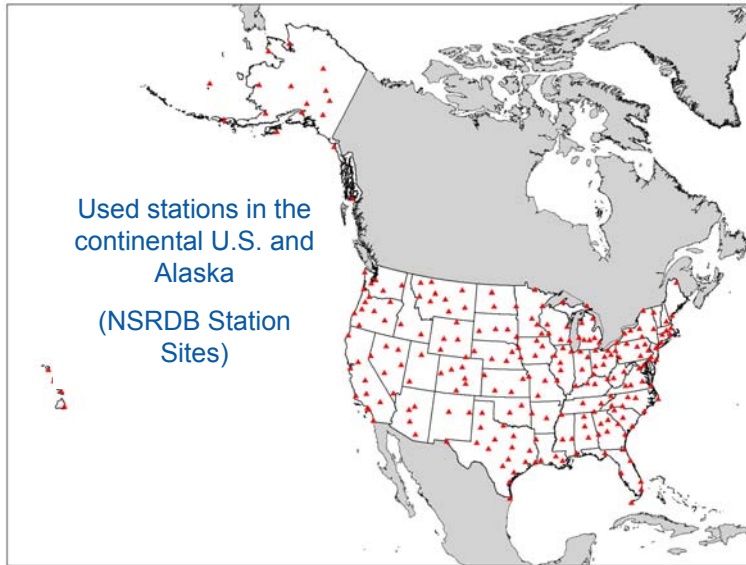 Used stations in the
continental U.S. and
Alaska
(NSRDB Station
Sites)